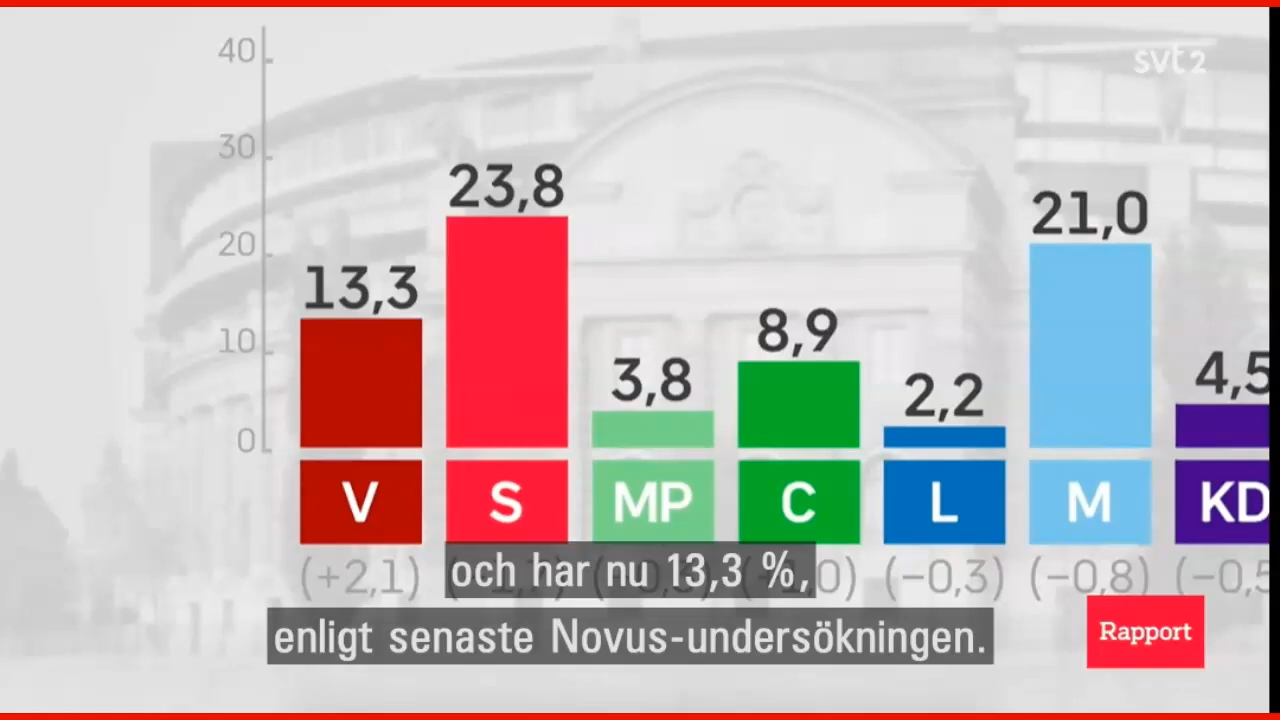 svt2
40
30
20
10
0
13,3
23,8
3,8
8,9
2,2
21,0
4,5
V
S
MP
C
L
M
KD
(+2,1)
(−0,3)
(−0,8)
(−0,5
och har nu 13,3 %,
enligt senaste Novus-undersökningen.
Rapport